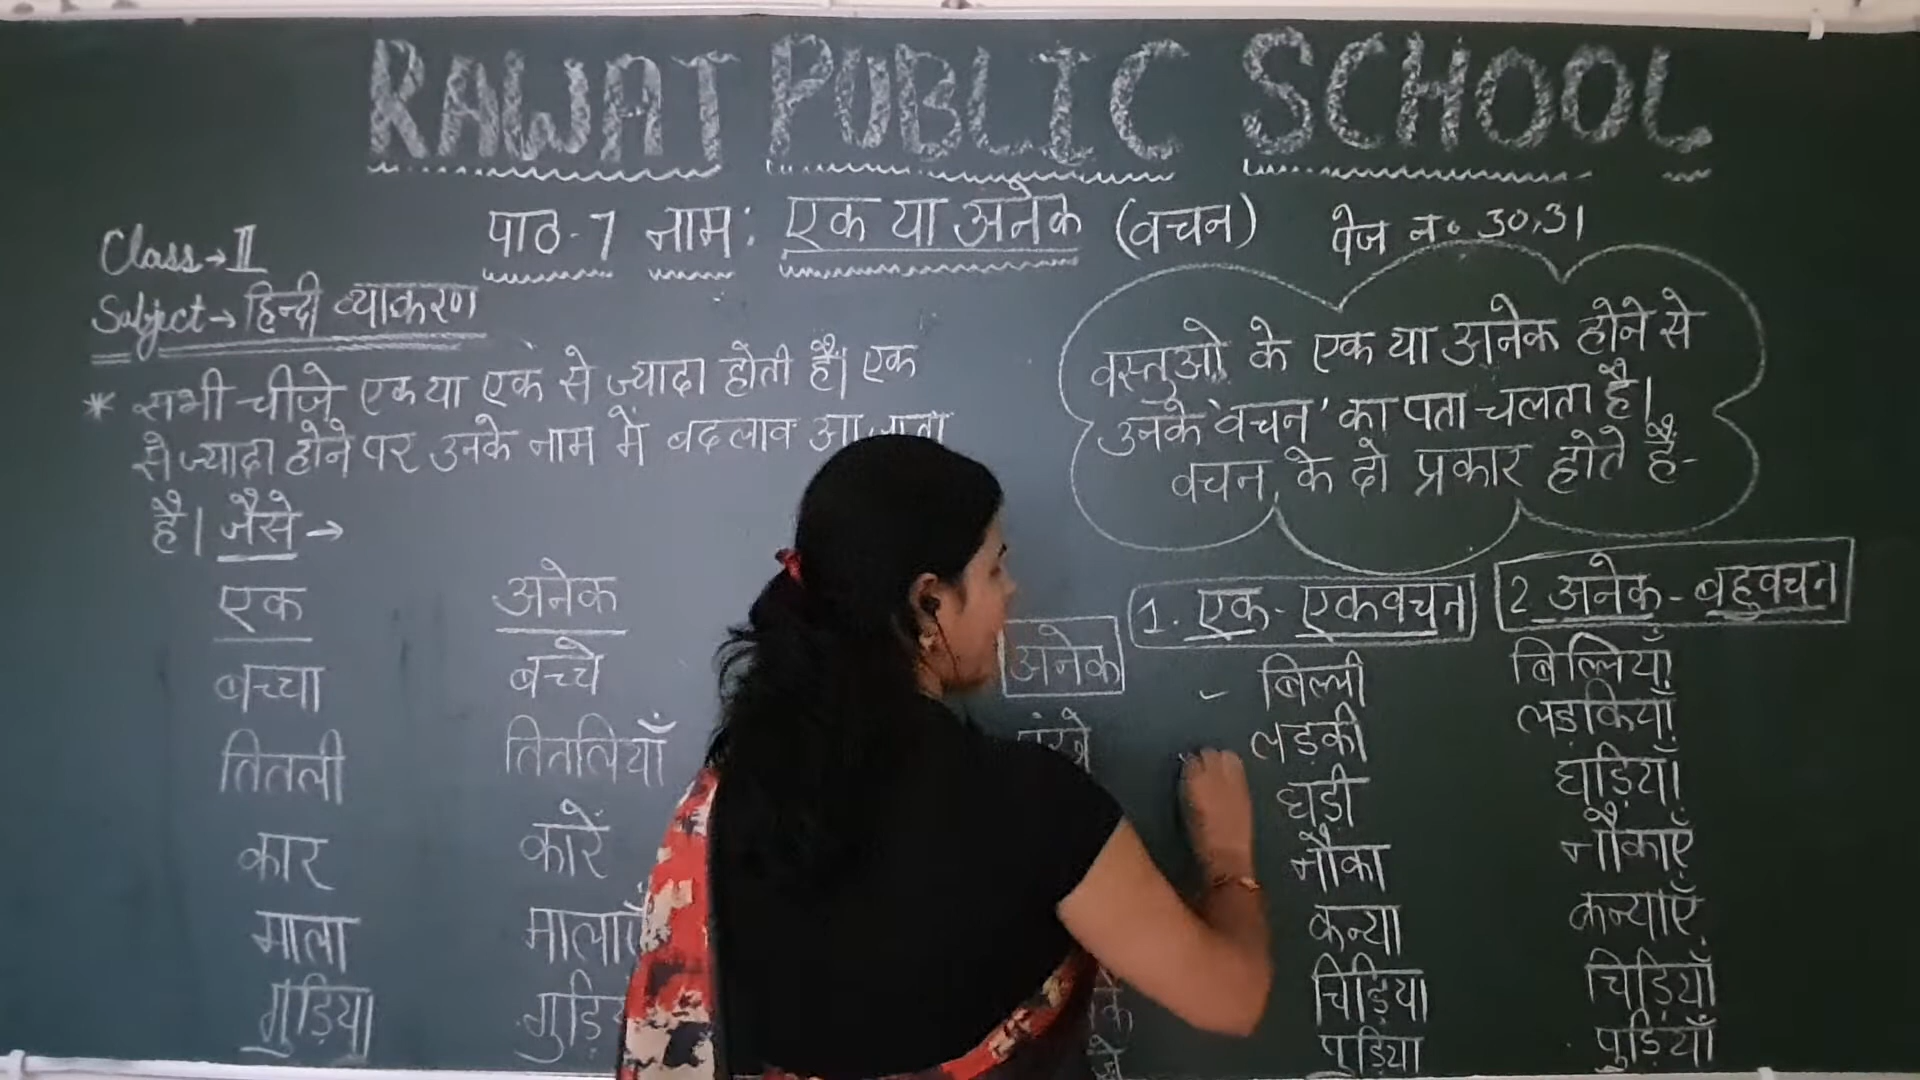 RAWAT PUBLIC SCHOOL
पाठ-7 नाम: एक या अनेक (वचन) पेज न॰ 30,31
Class→II
Subject→हिन्दी व्याकरण
* सभी चीज़े एक या एक से ज्यादा होती है। एक
से ज्यादा होने पर उनके नाम में बदलाव आ जाता
है। जैसे→
एक अनेक
बच्चा बच्चे
तितली तितलियाँ
कार कारें
माला मालाएँ
गुड़िया
अनेक
वस्तुओं के एक या अनेक होने से
उनके 'वचन' का पता चलता है।
वचन के दो प्रकार होते हैं-
1. एक - एकवचन 2 अनेक - बहुवचन
- बिल्ली बिल्लियाँ
लड़की लड़कियाँ
घड़ी घड़ियाँ
नौका नौकाएँ
कन्या कन्याएँ
चिड़िया चिड़ियाँ
पुड़िया पुड़ियाँ